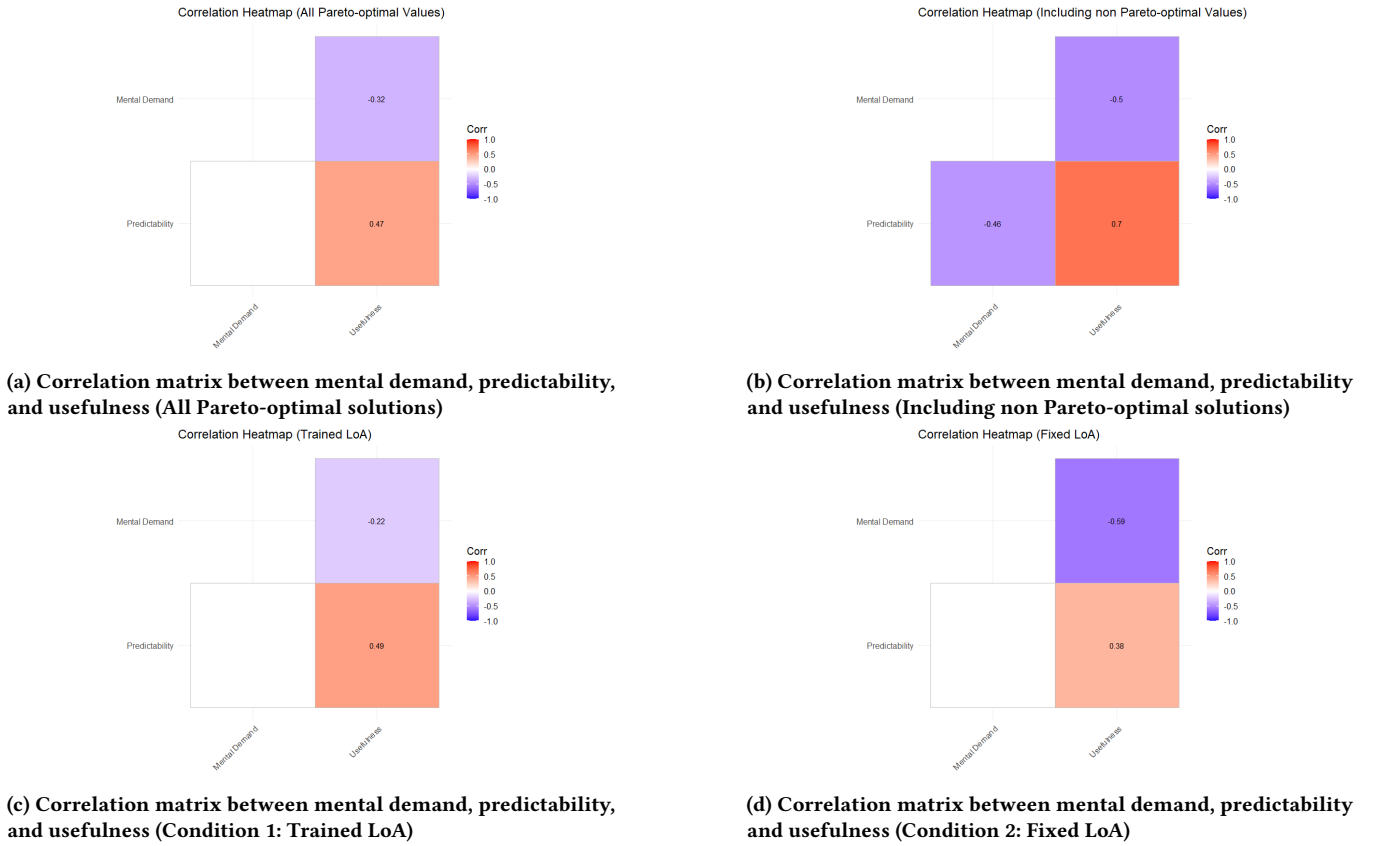 Correlation Heatmap (All Pareto-optimal Values)
Mental Demand
-0.32
Predictability
0.47
Mental Demand
Usefulness
Corr
1.0
0.5
0.0
-0.5
-1.0
(a) Correlation matrix between mental demand, predictability,
and usefulness (All Pareto-optimal solutions)
Correlation Heatmap (Including non Pareto-optimal Values)
Mental Demand
-0.5
Predictability
-0.46
0.7
Mental Demand
Usefulness
Corr
1.0
0.5
0.0
-0.5
-1.0
(b) Correlation matrix between mental demand, predictability
and usefulness (Including non Pareto-optimal solutions)
Correlation Heatmap (Trained LoA)
Mental Demand
-0.22
Predictability
0.49
Mental Demand
Usefulness
Corr
1.0
0.5
0.0
-0.5
-1.0
(c) Correlation matrix between mental demand, predictability,
and usefulness (Condition 1: Trained LoA)
Correlation Heatmap (Fixed LoA)
Mental Demand
-0.59
Predictability
0.38
Mental Demand
Usefulness
Corr
1.0
0.5
0.0
-0.5
-1.0
(d) Correlation matrix between mental demand, predictability
and usefulness (Condition 2: Fixed LoA)